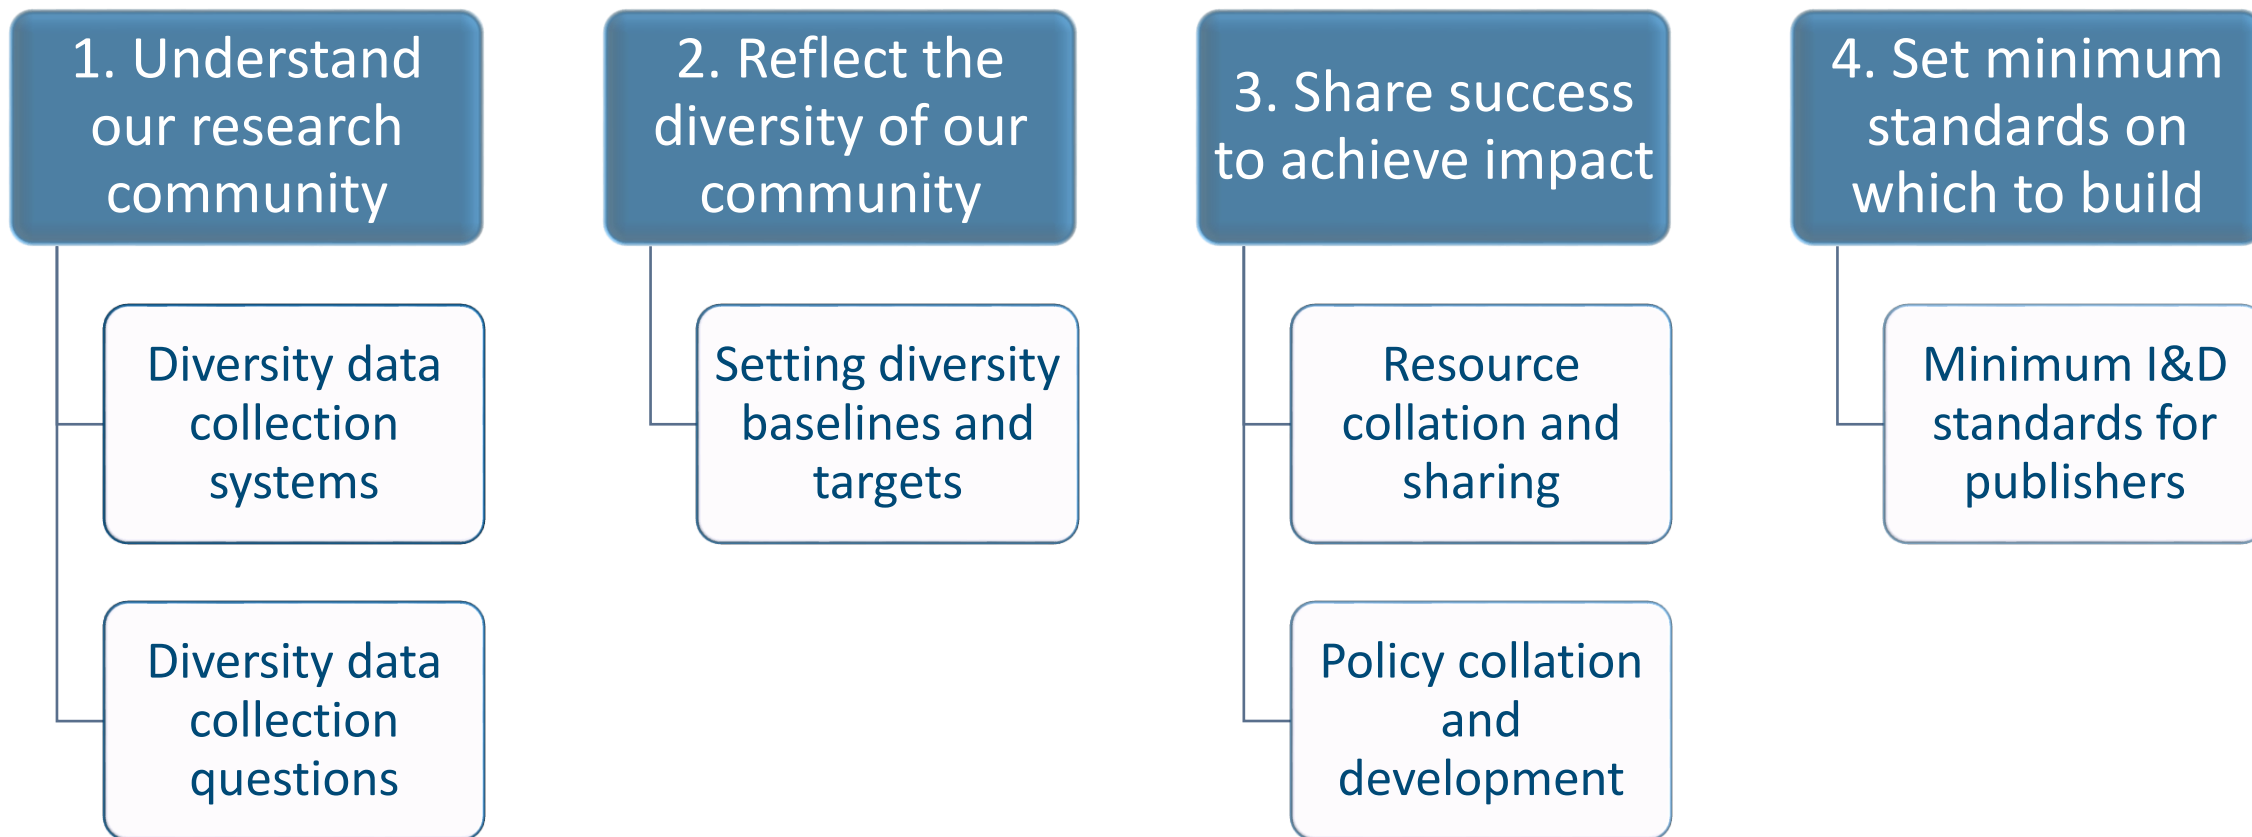 1. Understand
our research
community
Diversity data
collection
systems
Diversity data
collection
questions
2. Reflect the
diversity of our
community
Setting diversity
baselines and
targets
3. Share success
to achieve impact
Resource
collation and
sharing
Policy collation
and
development
4. Set minimum
standards on
which to build
Minimum I&D
standards for
publishers